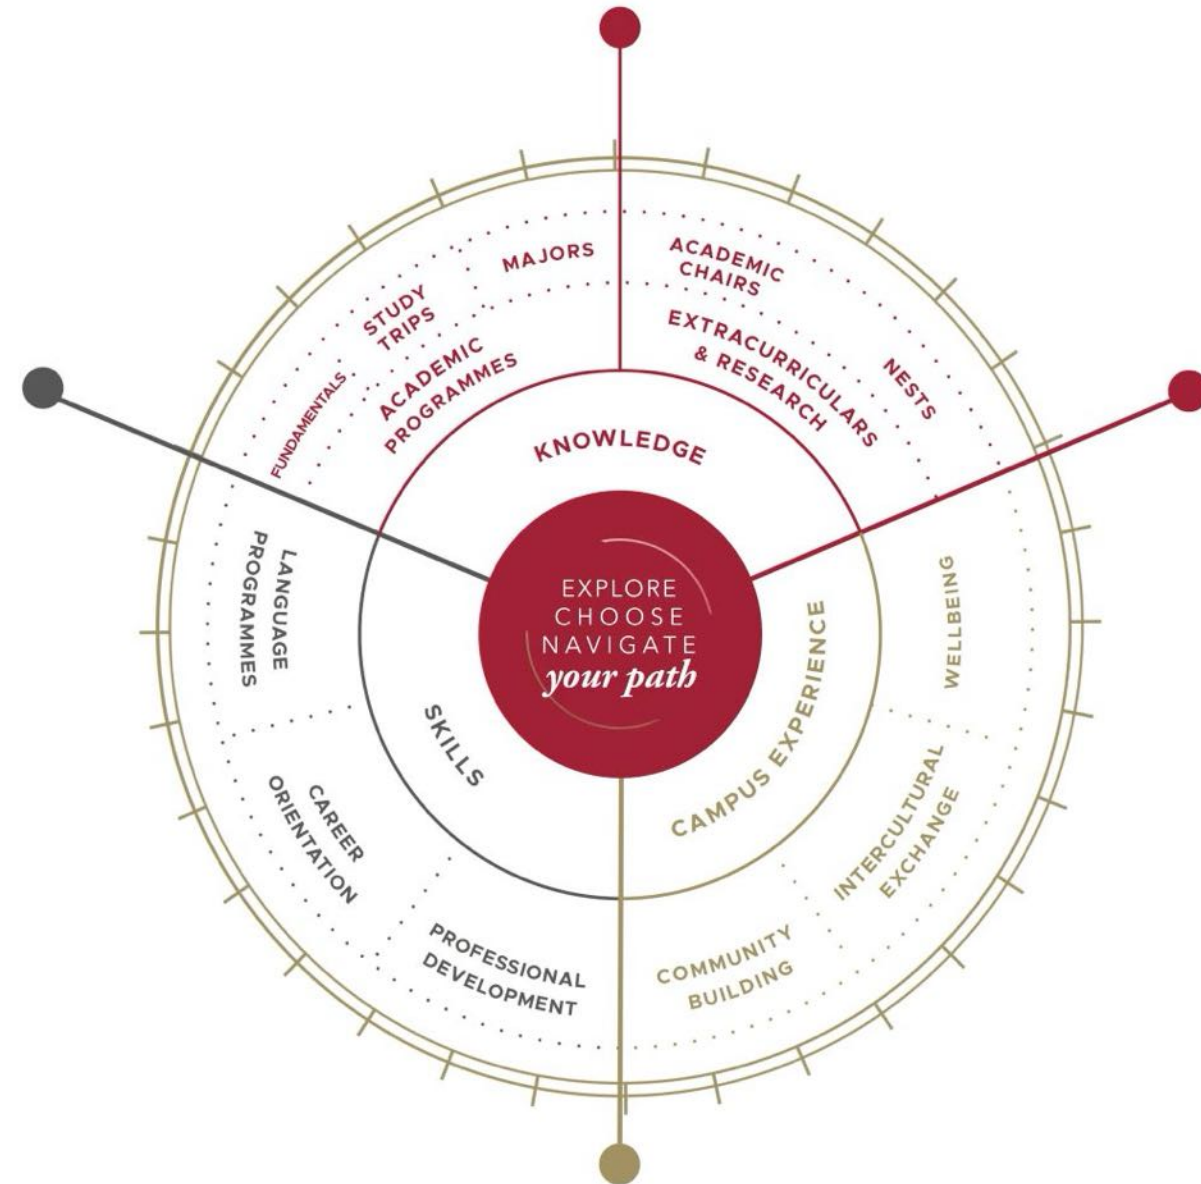 MAJORS
STUDY
TRIPS
FUNDAMENTALS
ACADEMIC
PROGRAMMES
ACADEMIC
CHAIRS
EXTRACURRICULARS
& RESEARCH
NESTS
KNOWLEDGE
EXPLORE
CHOOSE
NAVIGATE
your path
LANGUAGE
PROGRAMMES
SKILLS
CAREER
ORIENTATION
PROFESSIONAL
DEVELOPMENT
CAMPUS EXPERIENCE
WELLBEING
INTERCULTURAL
EXCHANGE
COMMUNITY
BUILDING